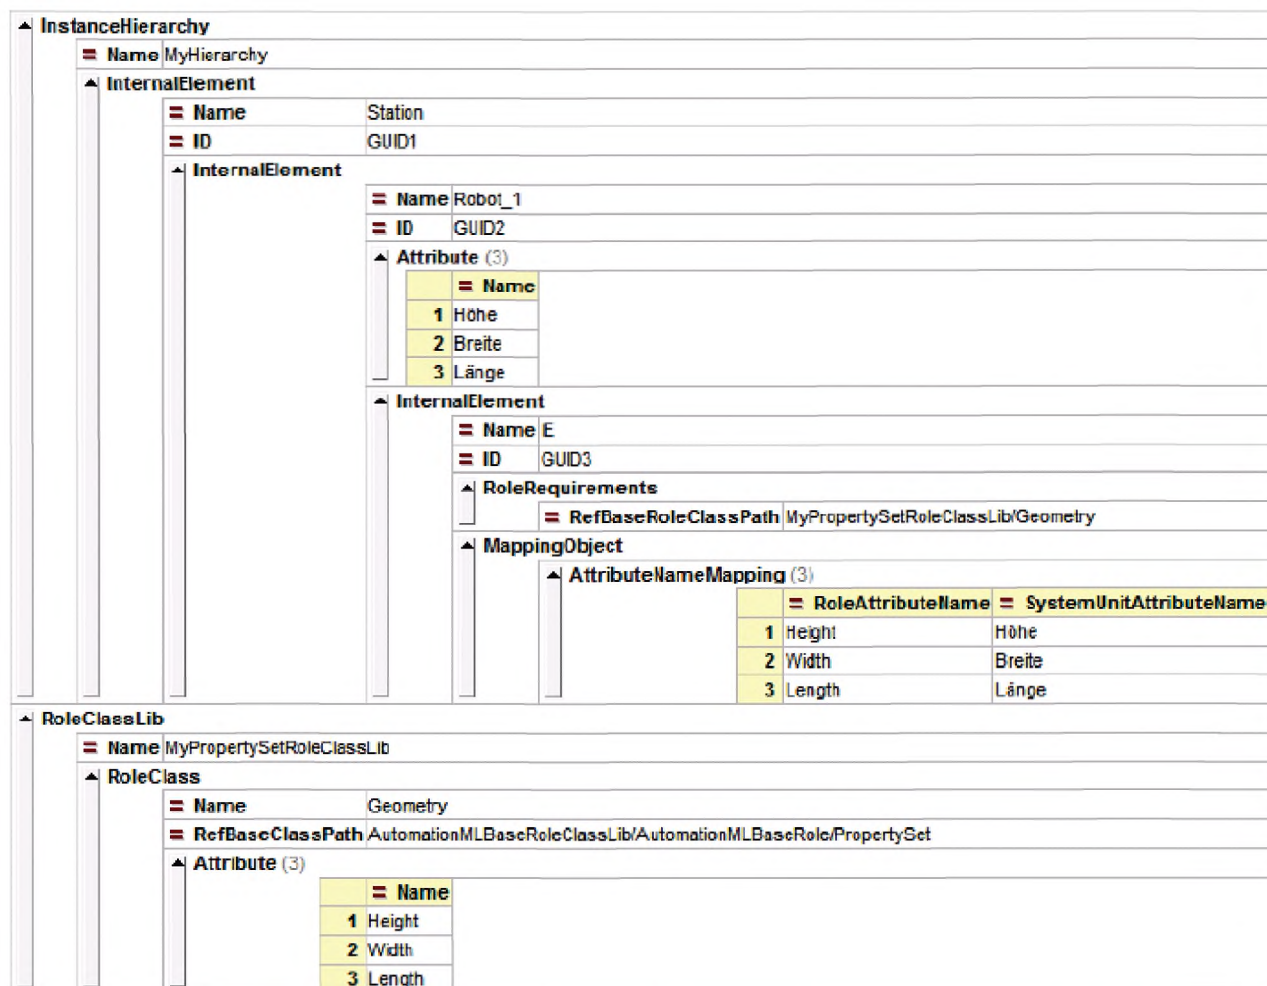 InstanceHierarchy
Name MyHierarchy
InternalElement
Name Station
ID GUID1
InternalElement
Name Robot_1
ID GUID2
Attribute (3)
Name
1 Höhe
2 Breite
3 Länge
InternalElement
Name E
ID GUID3
RoleRequirements
RefBaseRoleClassPath MyPropertySetRoleClassLib/Geometry
MappingObject
AttributeNameMapping (3)
RoleAttributeName SystemUnitAttributeName
1 Height Höhe
2 Width Breite
3 Length Länge
RoleClassLib
Name MyPropertySetRoleClassLib
RoleClass
Name Geometry
RefBaseClassPath AutomationMLBaseRoleClassLib/AutomationMLBaseRole/PropertySet
Attribute (3)
Name
1 Height
2 Width
3 Length